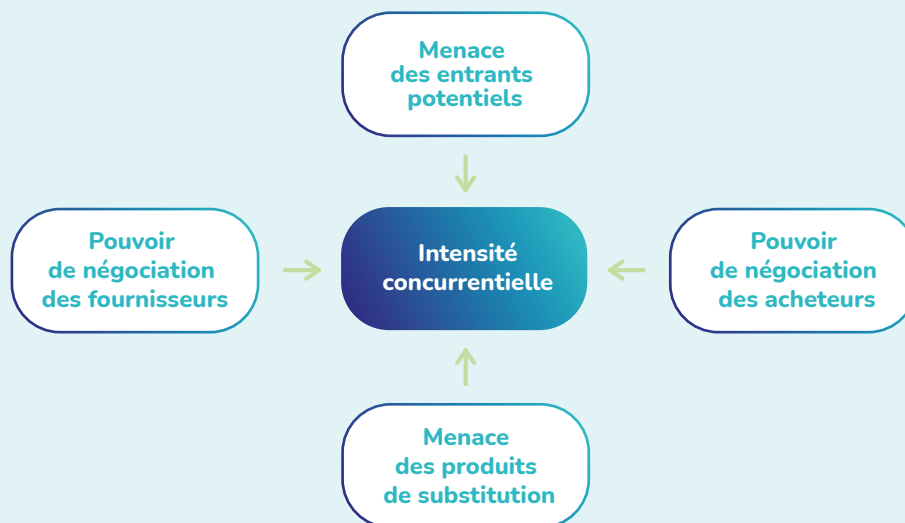 Menace
des entrants
potentiels
Pouvoir
de négociation
des fournisseurs
Intensité
concurrentielle
Pouvoir
de négociation
des acheteurs
Menace
des produits
de substitution